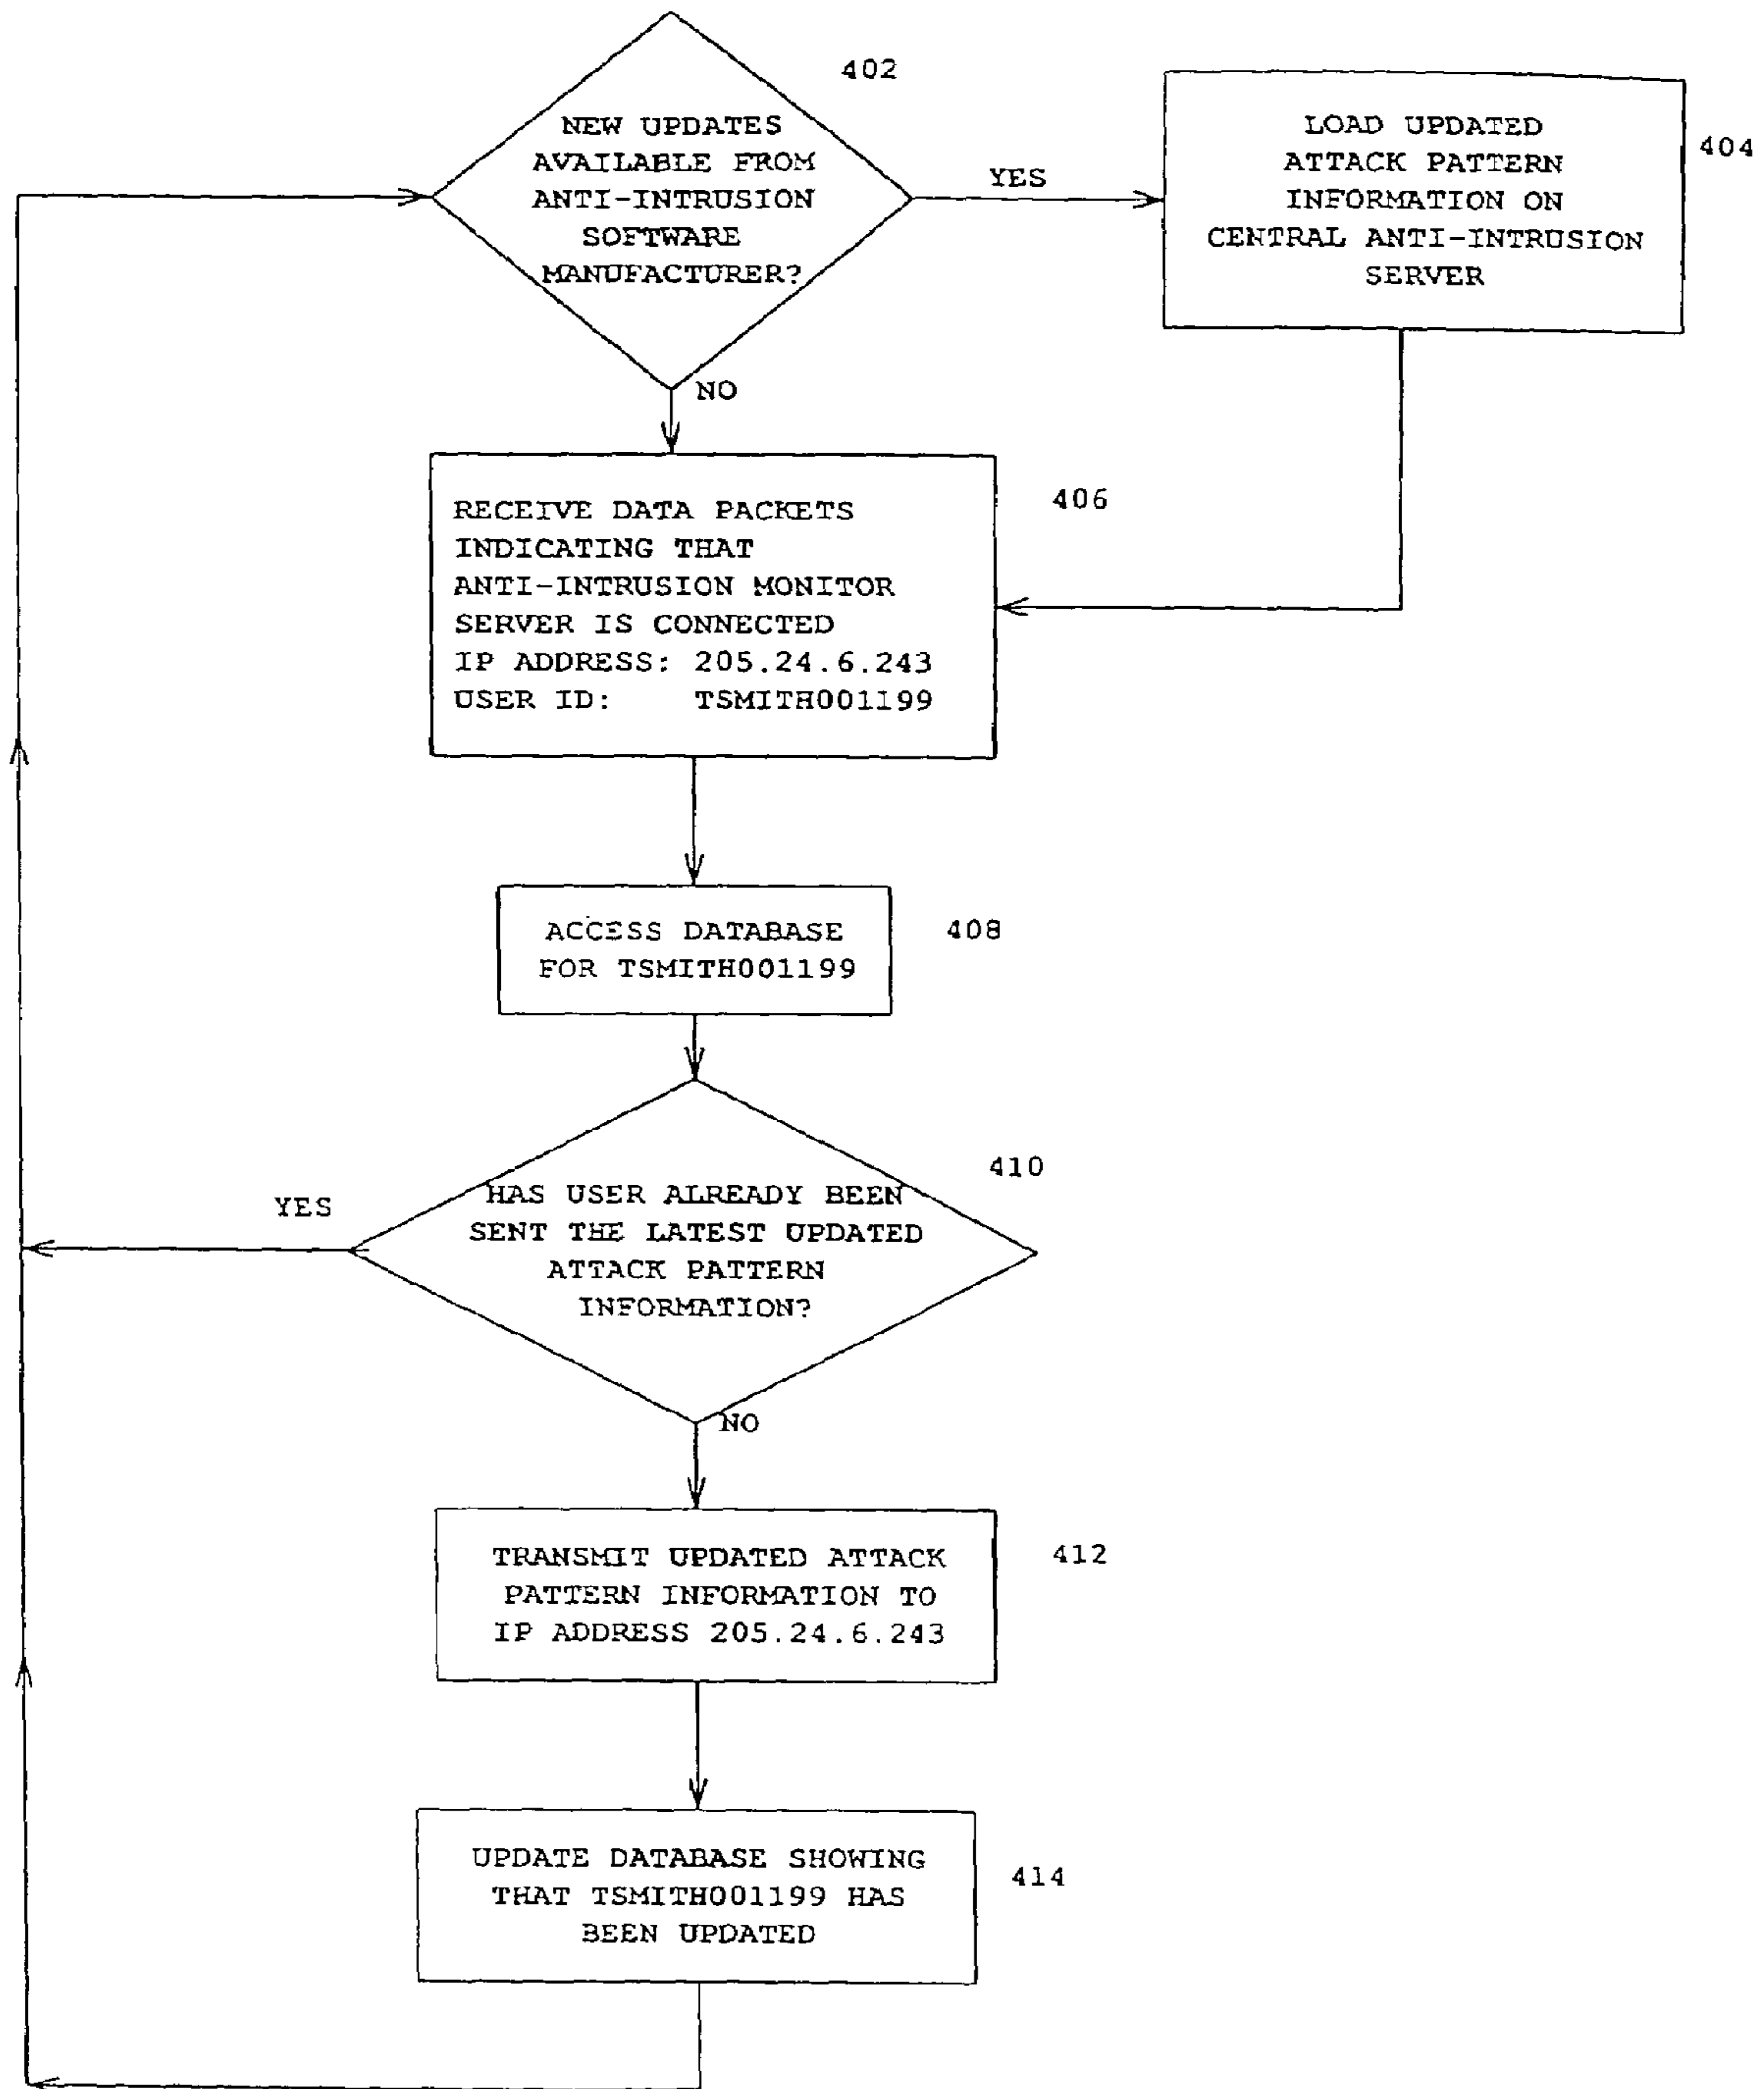 402
NEW UPDATES
AVAILABLE FROM
ANTI-INTRUSION
SOFTWARE
MANUFACTURER?
YES
LOAD UPDATED
ATTACK PATTERN
INFORMATION ON
CENTRAL ANTI-INTRUSION
SERVER
404
NO
RECEIVE DATA PACKETS
INDICATING THAT
ANTI-INTRUSION MONITOR
SERVER IS CONNECTED
IP ADDRESS: 205.24.6.243
USER ID: TSMITH001199
406
ACCESS DATABASE
FOR TSMITH001199
408
410
HAS USER ALREADY BEEN
SENT THE LATEST UPDATED
ATTACK PATTERN
INFORMATION?
YES
NO
TRANSMIT UPDATED ATTACK
PATTERN INFORMATION TO
IP ADDRESS 205.24.6.243
412
UPDATE DATABASE SHOWING
THAT TSMITH001199 HAS
BEEN UPDATED
414